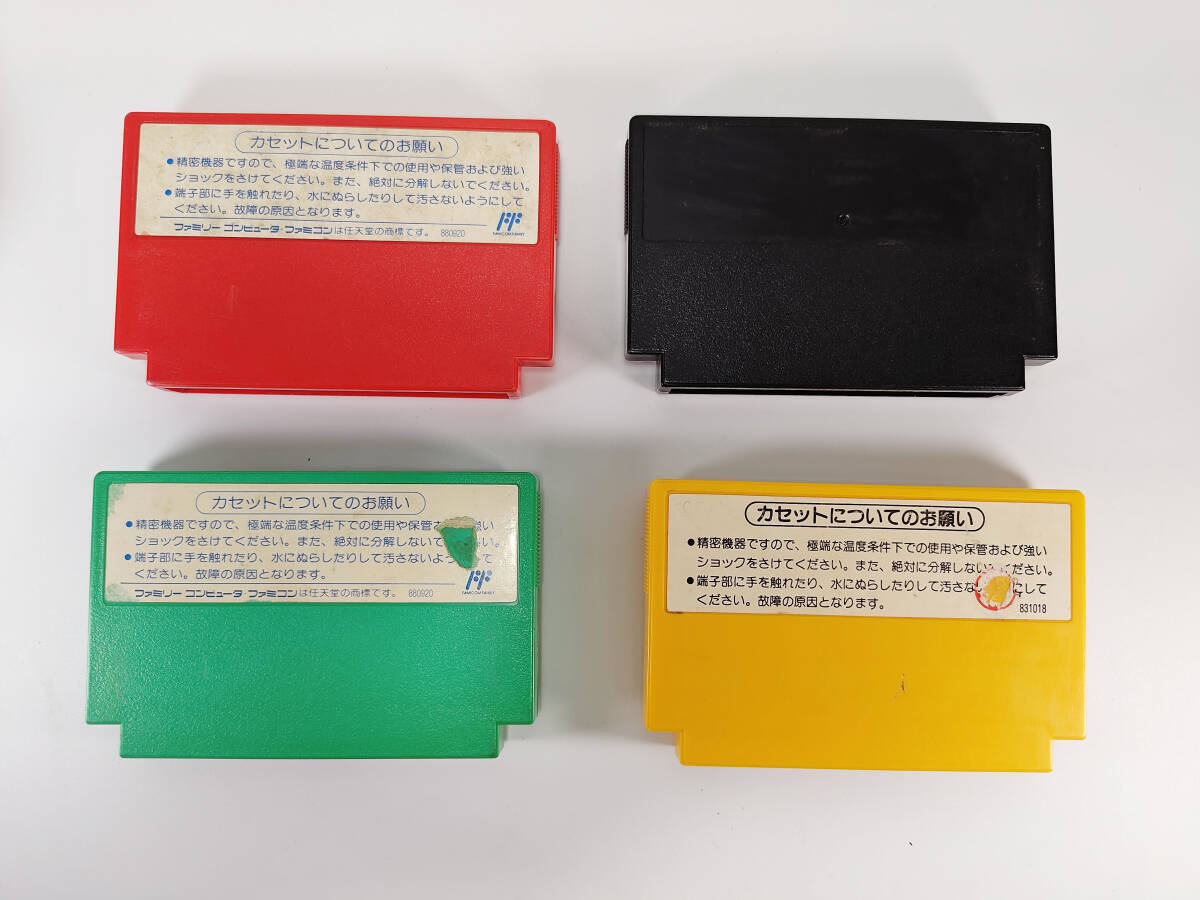 カセットについてのお願い
●精密機器ですので、極端な温度条件下での使用や保管および強い
ショックをさけてください。また、絶対に分解しないでください。
●端子部に手を触れたり、水にぬらしたりして汚さないようにして
ください。故障の原因となります。
ファミリー コンピュータ・ファミコンは任天堂の商標です。 880920
FAMICOM FAMILY
カセットについてのお願い
●精密機器ですので、極端な温度条件下での使用や保管 強い
ショックをさけてください。また、絶対に分解しないで ない。
●端子部に手を触れたり、水にぬらしたりして汚さないよ して
ください。故障の原因となります。
ファミリー コンピュータ・ファミコンは任天堂の商標です。 880920
FAMICOM FAMILY
カセットについてのお願い
●精密機器ですので、極端な温度条件下での使用や保管および強い
ショックをさけてください。また、絶対に分解しないでください。
●端子部に手を触れたり、水にぬらしたりして汚さな にして
ください。故障の原因となります。
831018